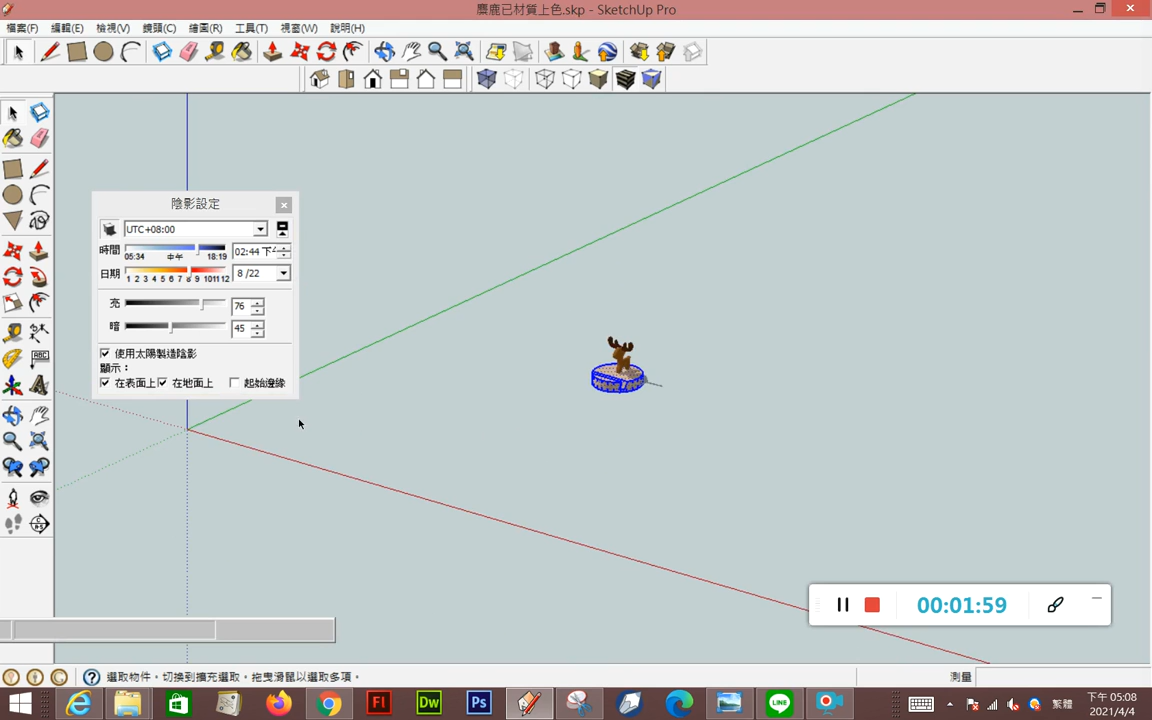 麋鹿已材質上色.skp - SketchUp Pro
檔案(F) 編輯(E) 檢視(V) 鏡頭(C) 繪圖(R) 工具(T) 視窗(W) 說明(H)
陰影設定
UTC+08:00
時間 02:44 下午
05:34 中午 18:19
日期 8 /22
1 2 3 4 5 6 7 8 9 10 11 12
亮 76
暗 45
使用太陽製造陰影
顯示：
在表面上 在地面上 起始邊緣
ABC
00:01:59
選取物件。切換到擴充選取。拖曳滑鼠以選取多項。 測量
Fl Dw Ps LINE 繁體 下午 05:08
2021/4/4